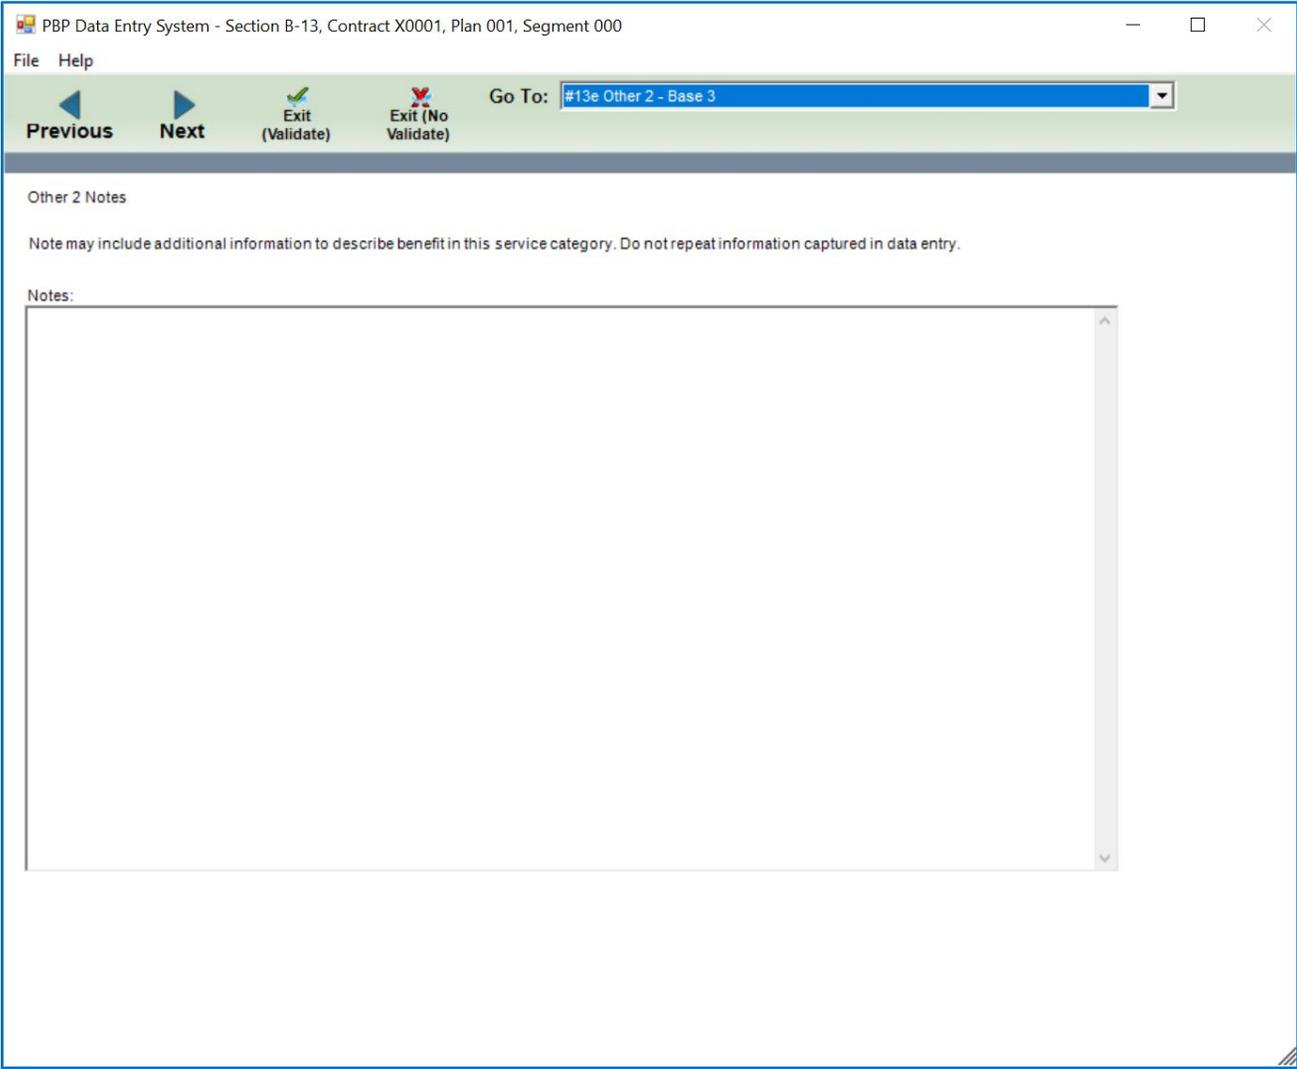 PBP Data Entry System - Section B-13, Contract X0001, Plan 001, Segment 000
File Help
Previous
Next
Exit
(Validate)
Exit (No
Validate)
Go To: #13e Other 2 - Base 3
Other 2 Notes
Note may include additional information to describe benefit in this service category. Do not repeat information captured in data entry.
Notes: